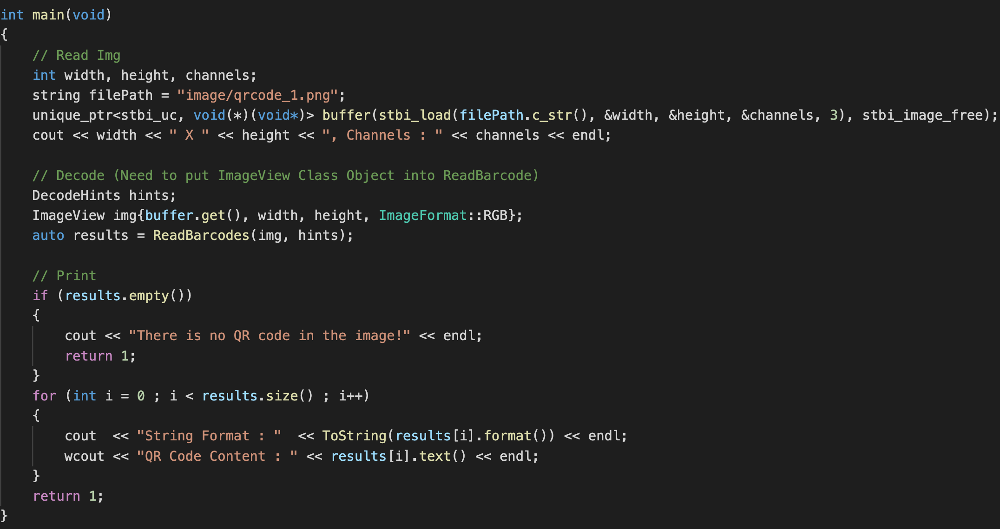 int main(void)
{
    // Read Img
    int width, height, channels;
    string filePath = "image/qrcode_1.png";
    unique_ptr<stbi_uc, void(*)(void*)> buffer(stbi_load(filePath.c_str(), &width, &height, &channels, 3), stbi_image_free);
    cout << width << " X " << height << ", Channels : " << channels << endl;

    // Decode (Need to put ImageView Class Object into ReadBarcode)
    DecodeHints hints;
    ImageView img{buffer.get(), width, height, ImageFormat::RGB};
    auto results = ReadBarcodes(img, hints);

    // Print
    if (results.empty())
    {
        cout << "There is no QR code in the image!" << endl;
        return 1;
    }
    for (int i = 0 ; i < results.size() ; i++)
    {
        cout  << "String Format : "  << ToString(results[i].format()) << endl;
        wcout << "QR Code Content : " << results[i].text() << endl;
    }
    return 1;
}